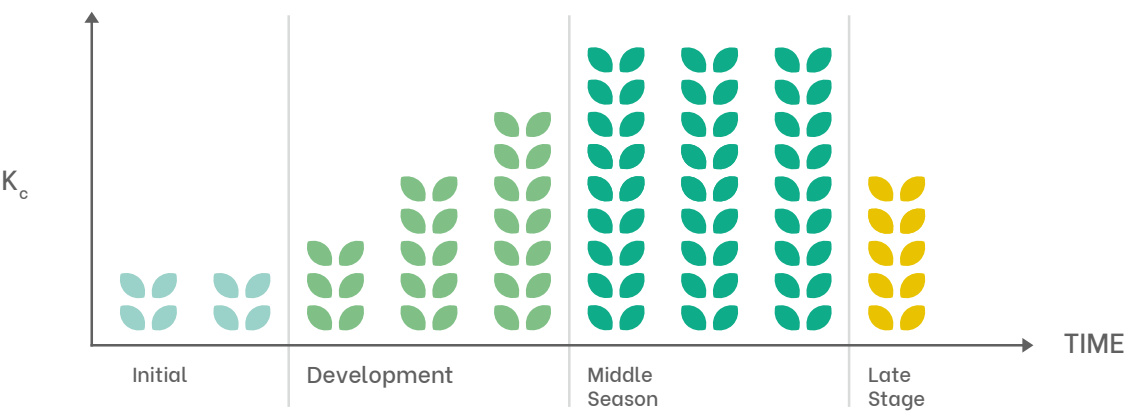 Kc
TIME
Initial
Development
Middle
Season
Late
Stage